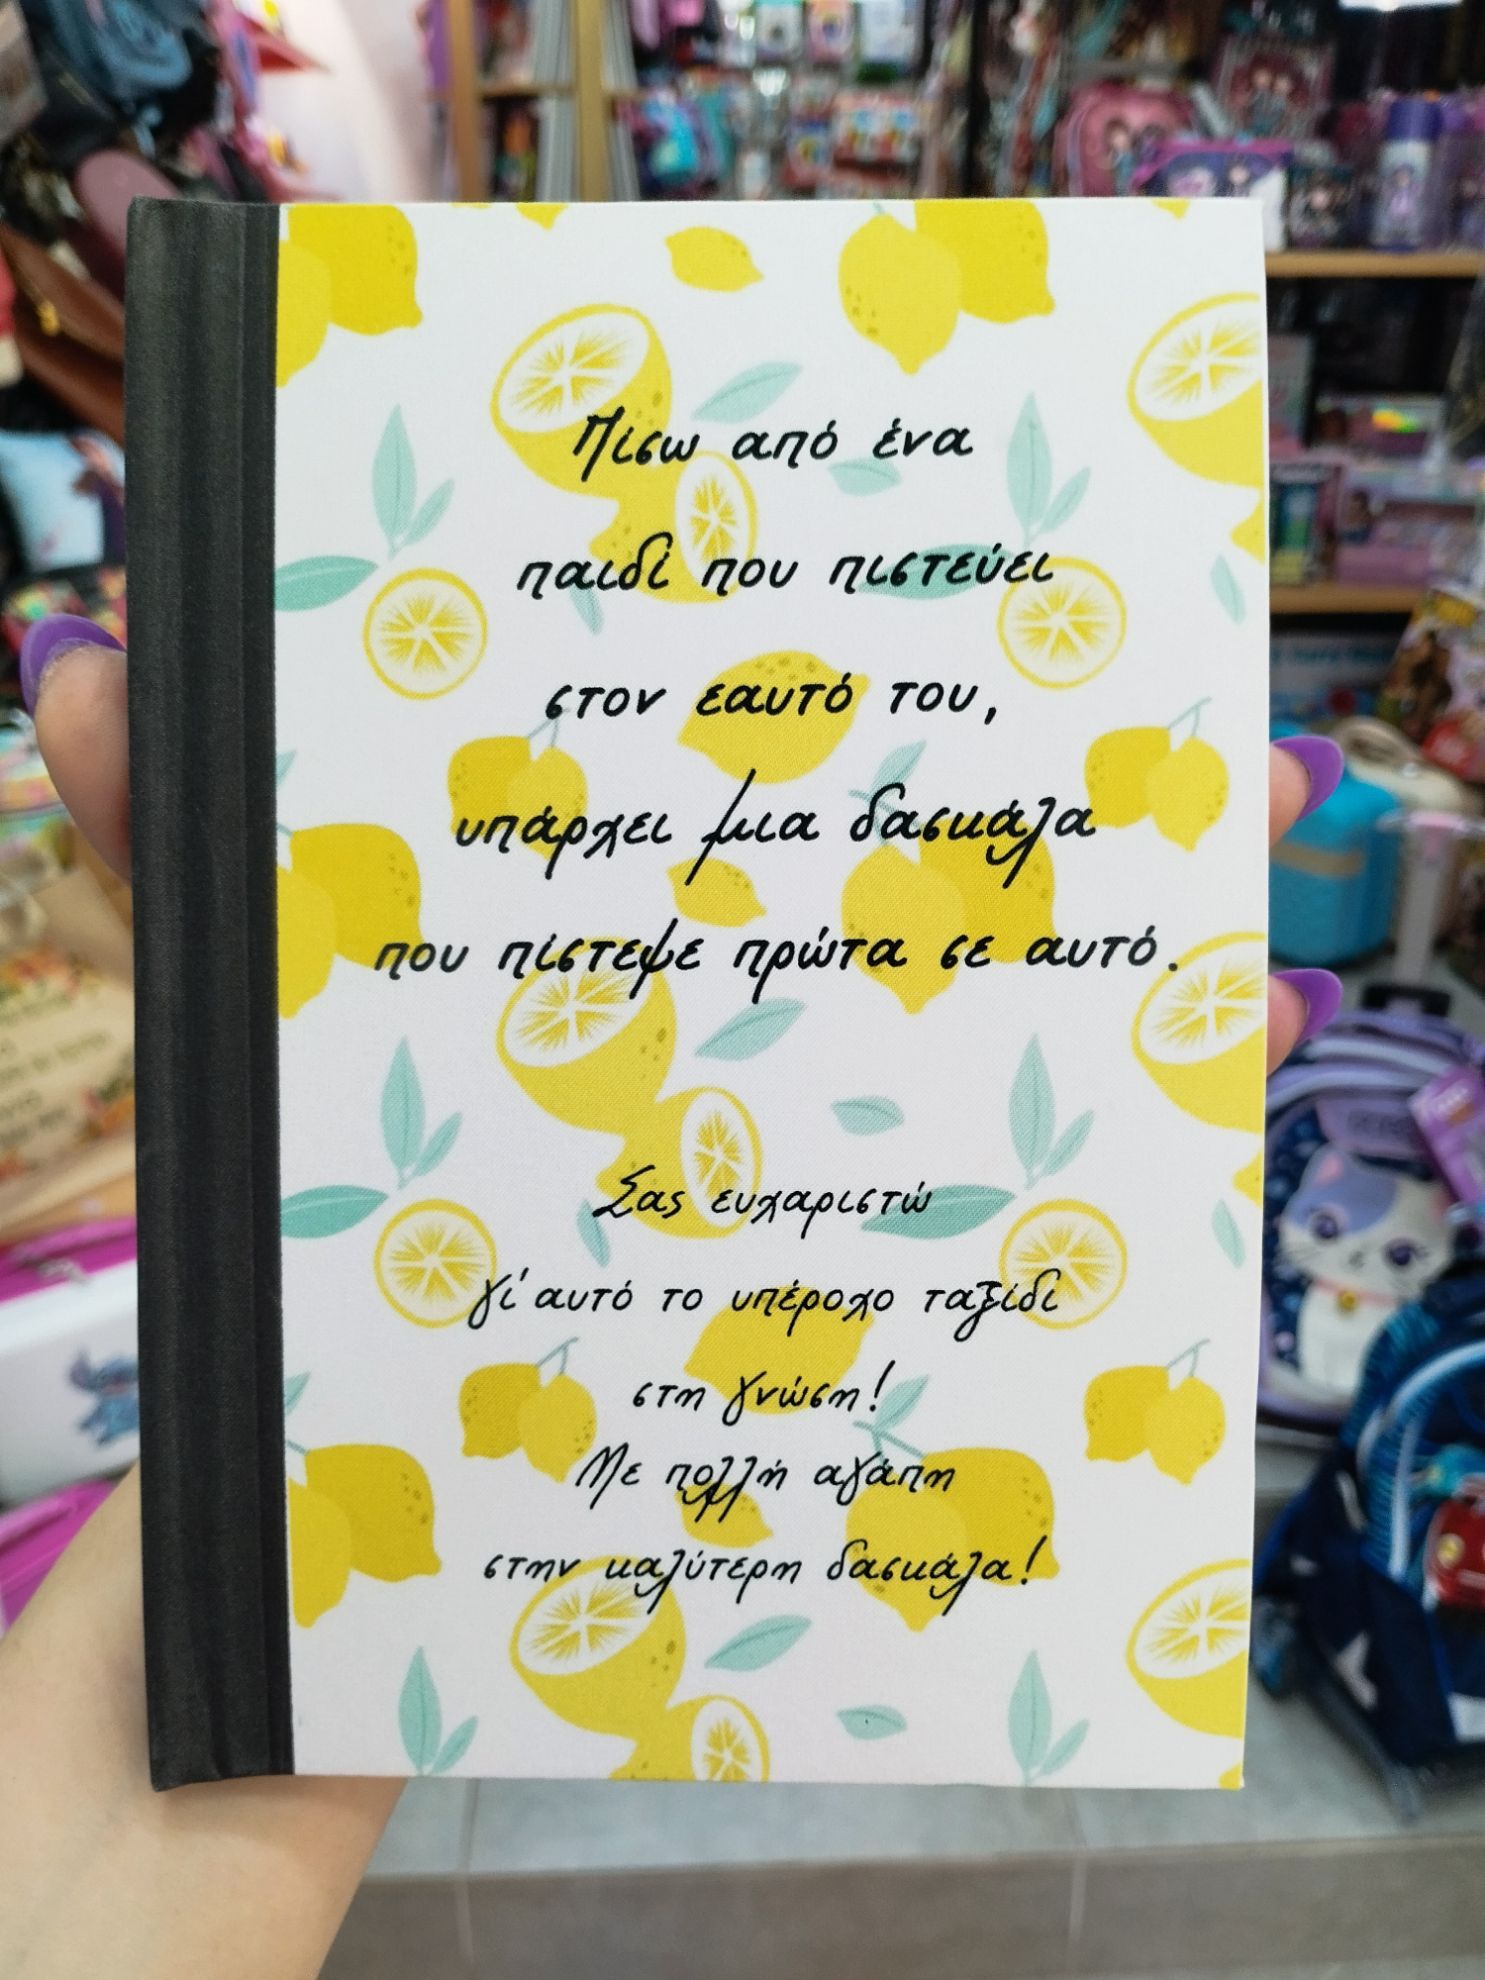 Πίσω από ένα
παιδί που πιστεύει
στον εαυτό του,
υπάρχει μια δασκάλα
που πίστεψε πρώτα σε αυτό.
Σας ευχαριστώ
γί αυτό το υπέροχο ταξίδι
στη γνώση!
Με πολλή αγάπη
στην καλύτερη δασκάλα!